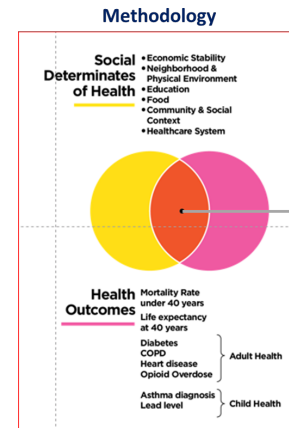 Methodology
Social
Determinates
of Health
• Economic Stability
• Neighborhood &
Physical Environment
• Education
• Food
• Community & Social
Context
• Healthcare System
Health
Outcomes
Mortality Rate
under 40 years
Life expectancy
at 40 years
Diabetes
COPD
Heart disease
Opioid Overdose
Adult Health
Asthma diagnosis
Lead level
Child Health